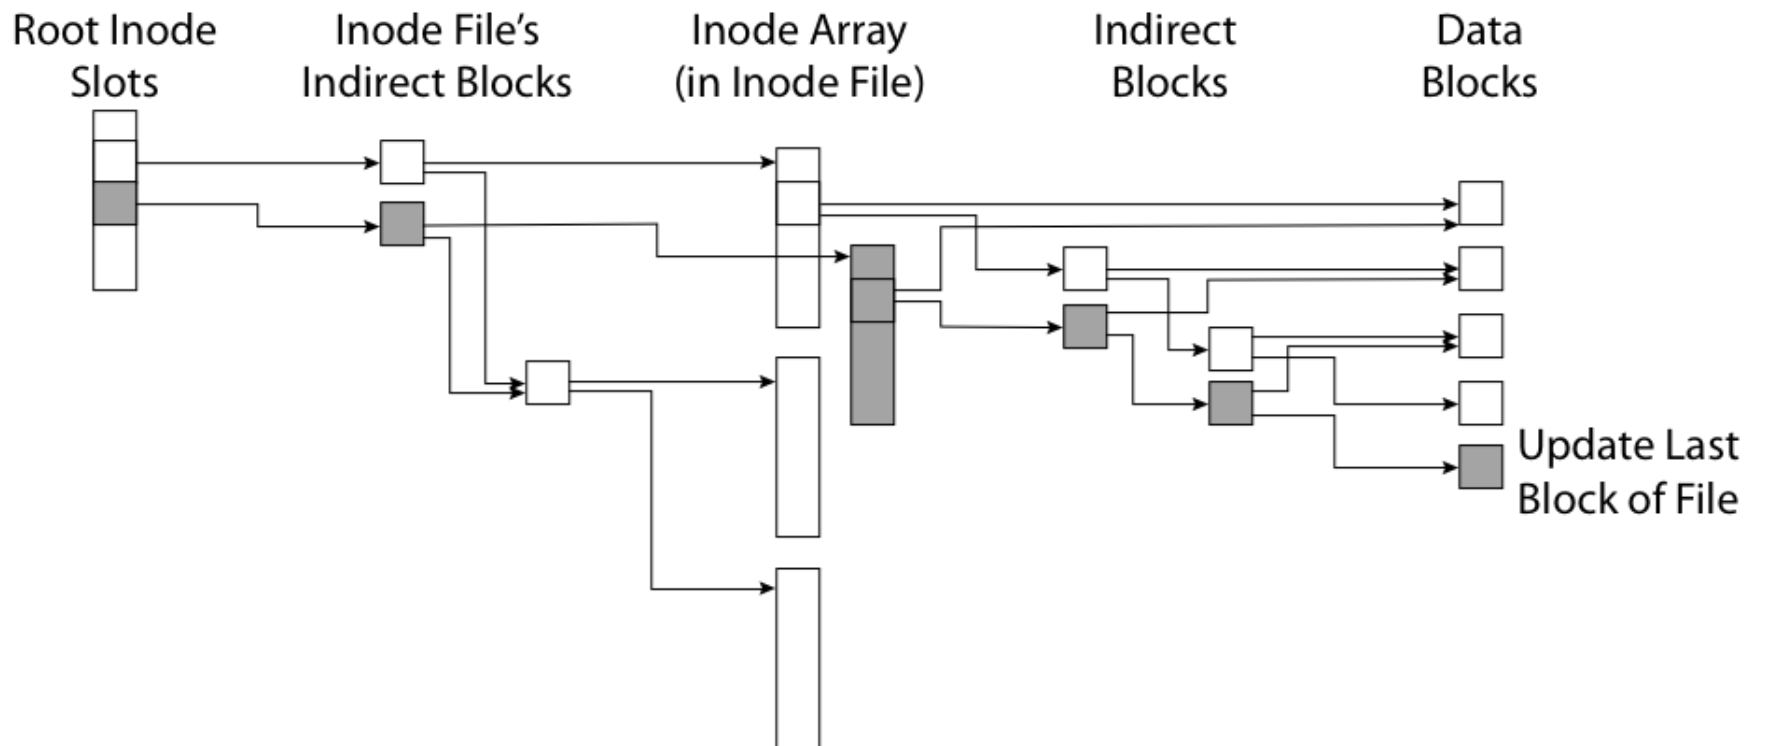 Root Inode
Slots
Inode File’s
Indirect Blocks
Inode Array
(in Inode File)
Indirect
Blocks
Data
Blocks
Update Last
Block of File